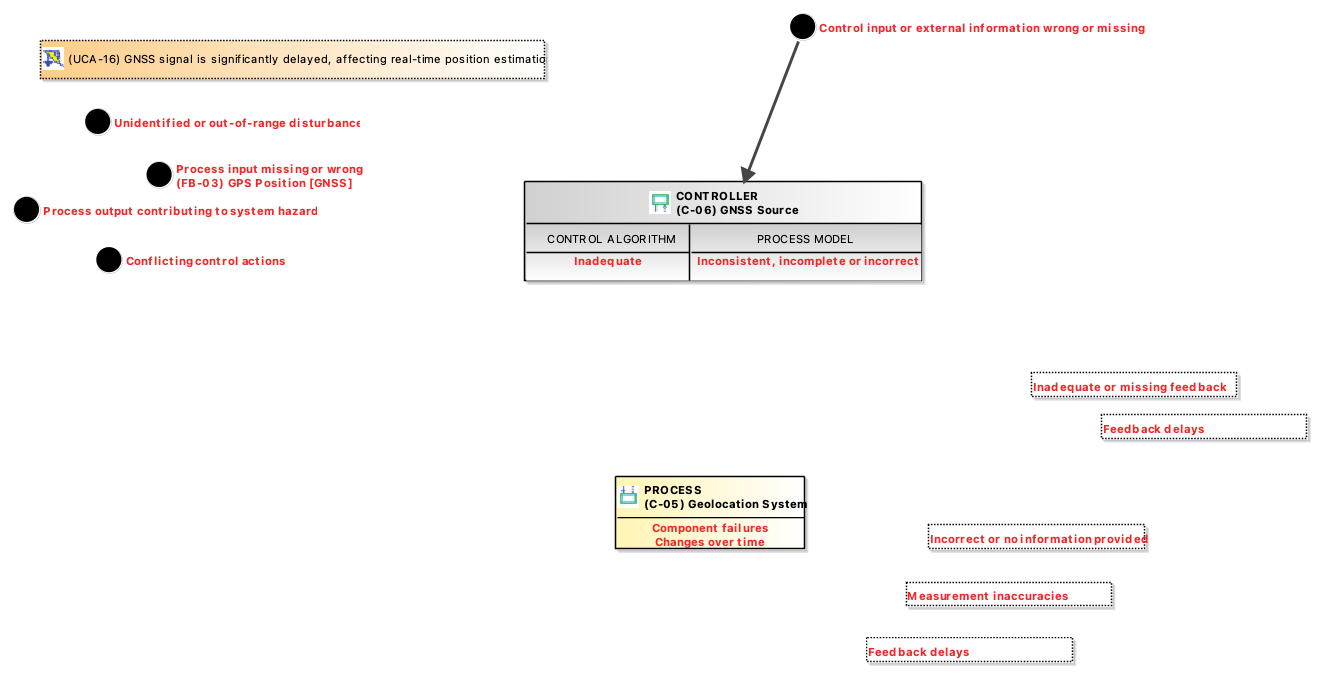 Control input or external information wrong or missing
(UCA-16) GNSS signal is significantly delayed, affecting real-time position estimatio
Unidentified or out-of-range disturbance
Process input missing or wrong
(FB-03) GPS Position [GNSS]
Process output contributing to system hazard
Conflicting control actions
CONTROLLER
(C-06) GNSS Source
CONTROL ALGORITHM
PROCESS MODEL
Inadequate
Inconsistent, incomplete or incorrect
Inadequate or missing feedback
Feedback delays
PROCESS
(C-05) Geolocation System
Component failures
Changes over time
Incorrect or no information provided
Measurement inaccuracies
Feedback delays